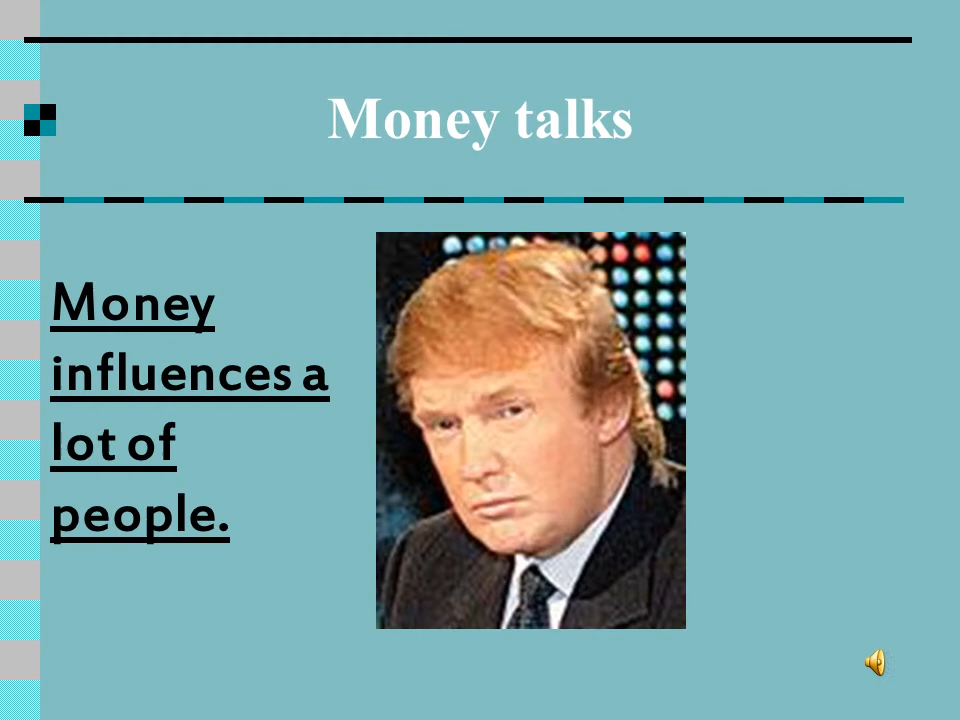 Money talks
Money
influences a
lot of
people.